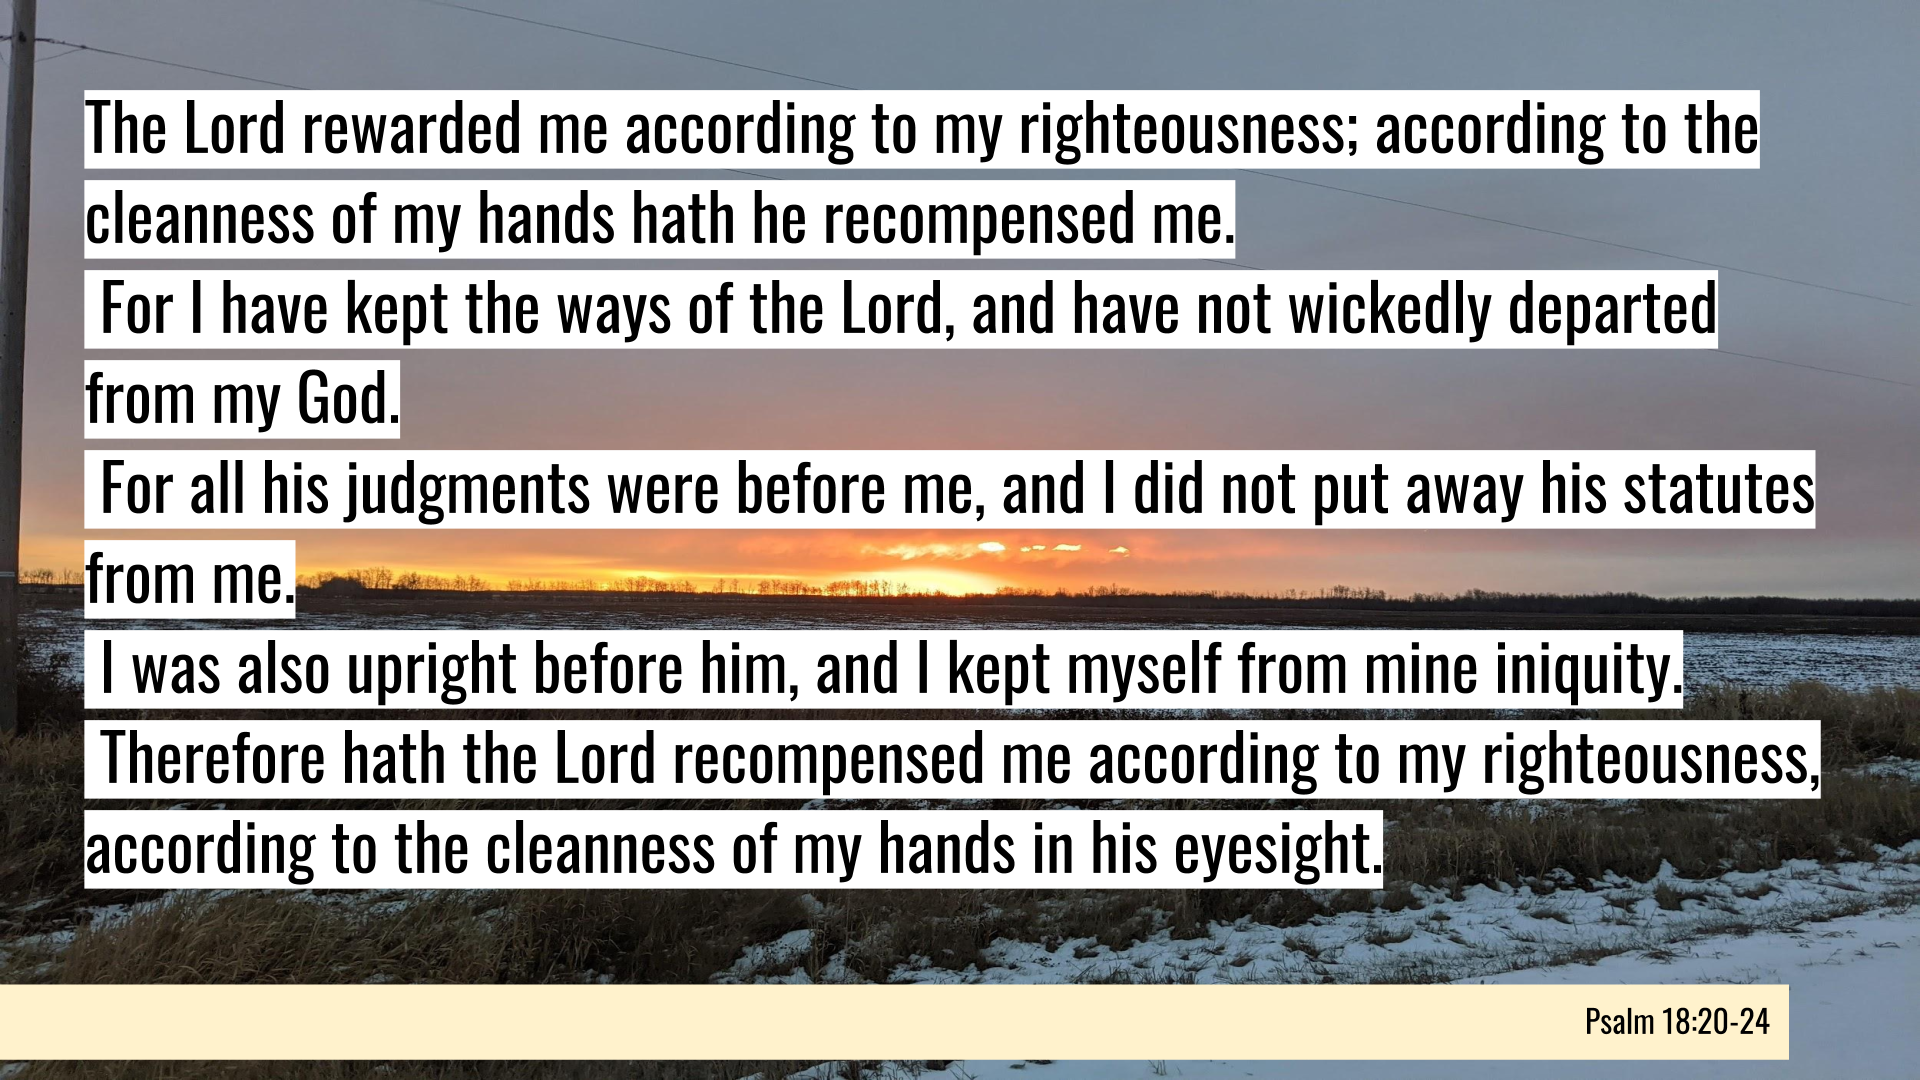 The Lord rewarded me according to my righteousness; according to the
cleanness of my hands hath he recompensed me.
For I have kept the ways of the Lord, and have not wickedly departed
from my God.
For all his judgments were before me, and I did not put away his statutes
from me.
I was also upright before him, and I kept myself from mine iniquity.
Therefore hath the Lord recompensed me according to my righteousness,
according to the cleanness of my hands in his eyesight.
Psalm 18:20-24